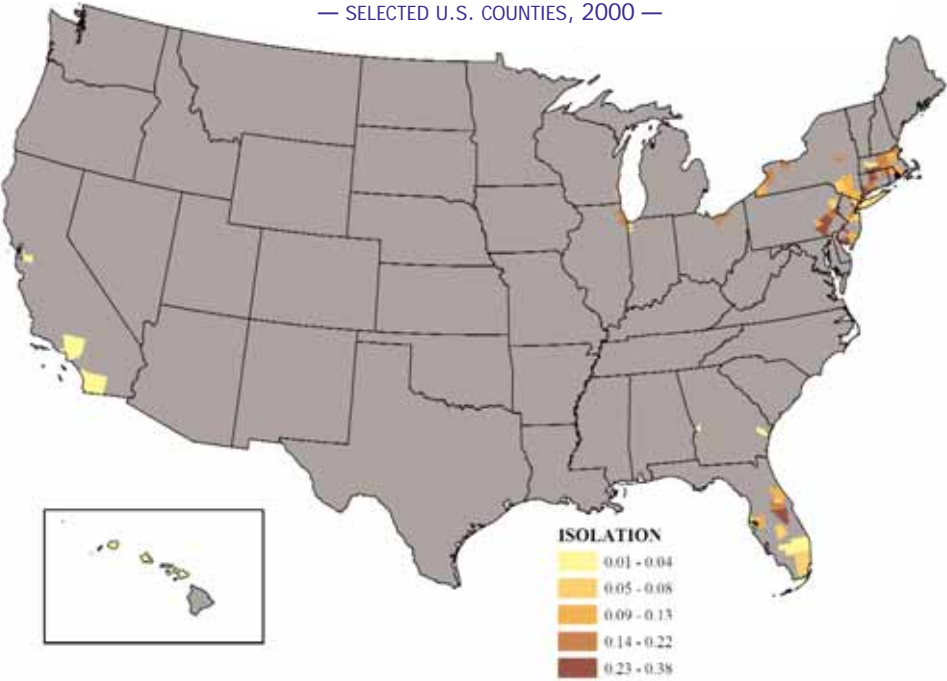 — SELECTED U.S. COUNTIES, 2000 —
ISOLATION
0.01 - 0.04
0.05 - 0.08
0.09 - 0.13
0.14 - 0.22
0.23 - 0.38